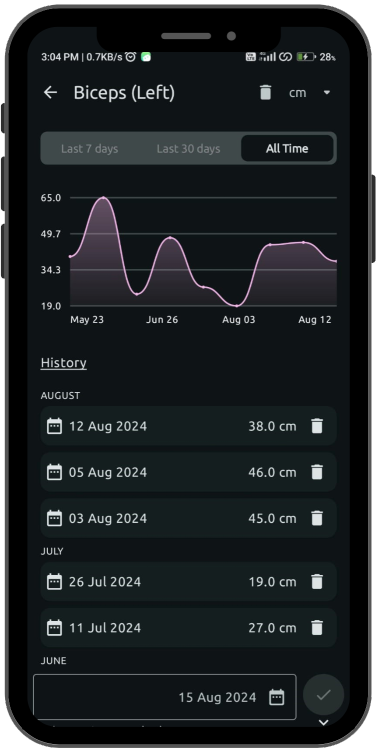 3:04 PM | 0.7KB/s 28%
Biceps (Left) cm
Last 7 days Last 30 days All Time
65.0
49.7
34.3
19.0
May 23 Jun 26 Aug 03 Aug 12
History
AUGUST
12 Aug 2024 38.0 cm
05 Aug 2024 46.0 cm
03 Aug 2024 45.0 cm
JULY
26 Jul 2024 19.0 cm
11 Jul 2024 27.0 cm
JUNE
15 Aug 2024